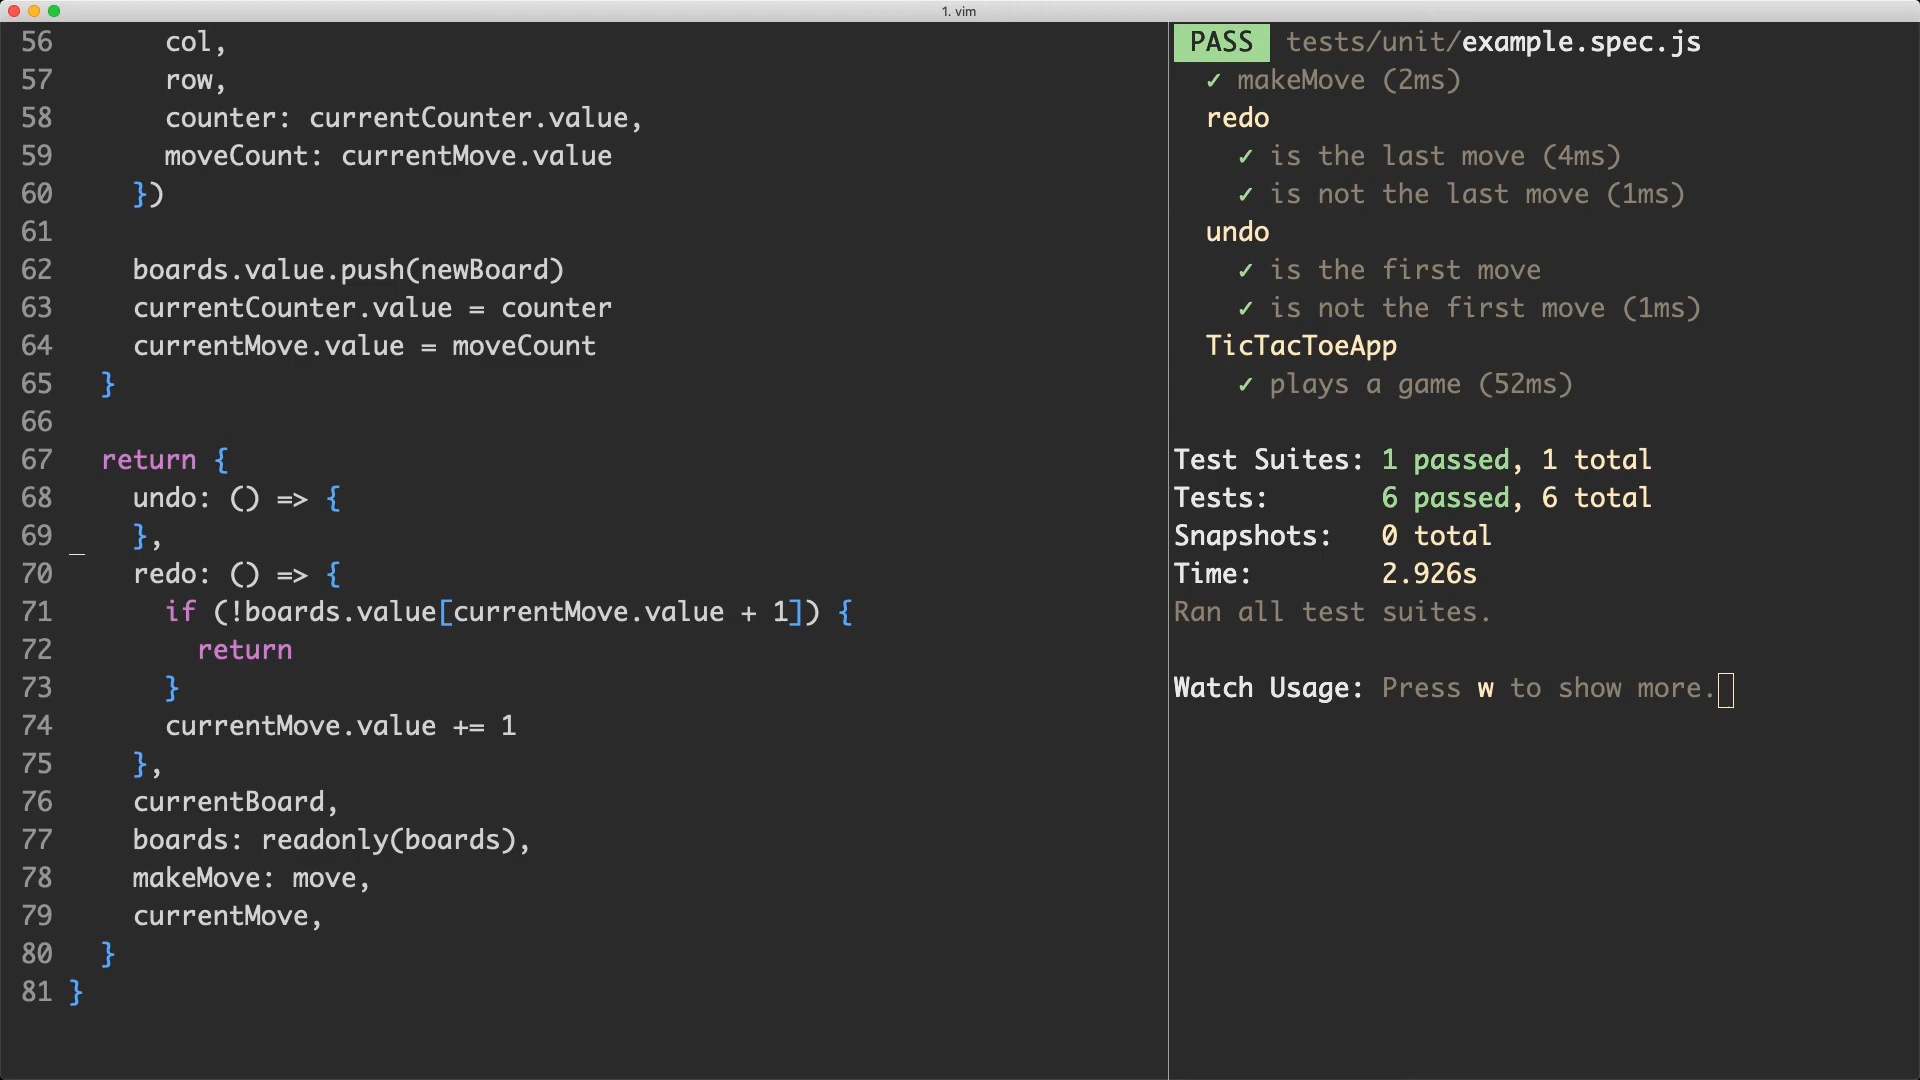 1. vim
56 col,
57 row,
58 counter: currentCounter.value,
59 moveCount: currentMove.value
60 })
61
62 boards.value.push(newBoard)
63 currentCounter.value = counter
64 currentMove.value = moveCount
65 }
66
67 return {
68 undo: () => {
69 },
70 redo: () => {
71 if (!boards.value[currentMove.value + 1]) {
72 return
73 }
74 currentMove.value += 1
75 },
76 currentBoard,
77 boards: readonly(boards),
78 makeMove: move,
79 currentMove,
80 }
81 }
PASS tests/unit/example.spec.js
✓ makeMove (2ms)
redo
✓ is the last move (4ms)
✓ is not the last move (1ms)
undo
✓ is the first move
✓ is not the first move (1ms)
TicTacToeApp
✓ plays a game (52ms)
Test Suites: 1 passed, 1 total
Tests: 6 passed, 6 total
Snapshots: 0 total
Time: 2.926s
Ran all test suites.
Watch Usage: Press w to show more.